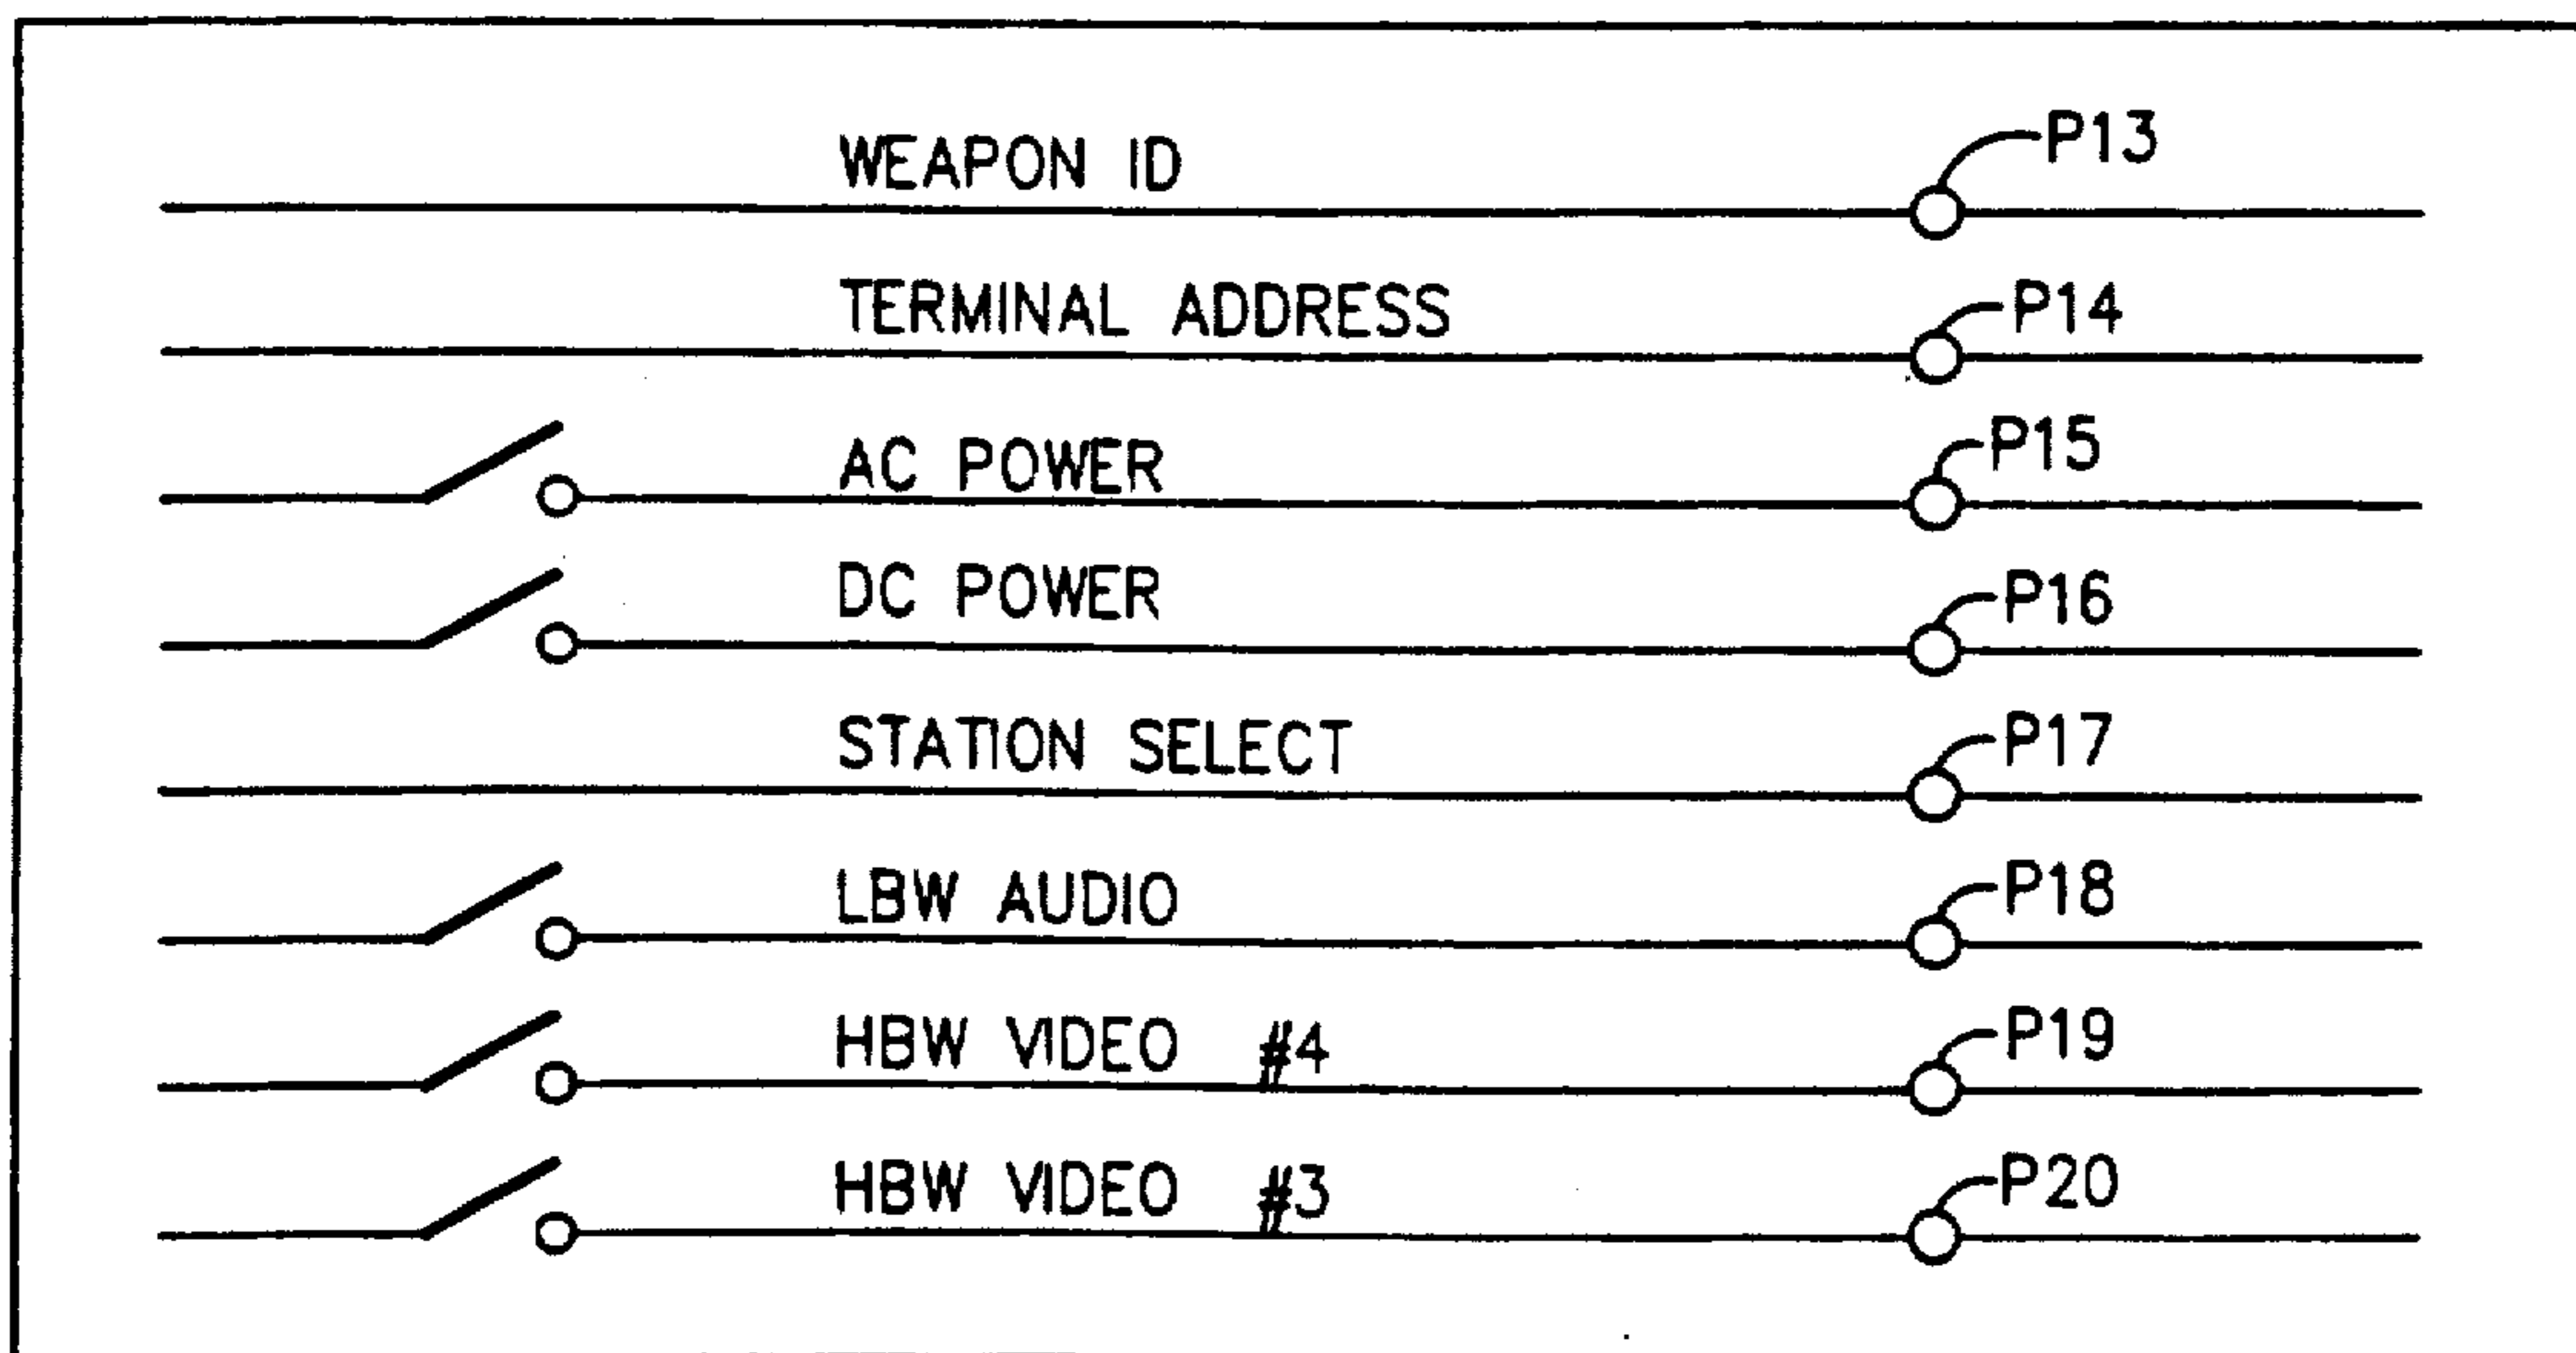 WEAPON ID P13
TERMINAL ADDRESS P14
AC POWER P15
DC POWER P16
STATION SELECT P17
LBW AUDIO P18
HBW VIDEO #4 P19
HBW VIDEO #3 P20